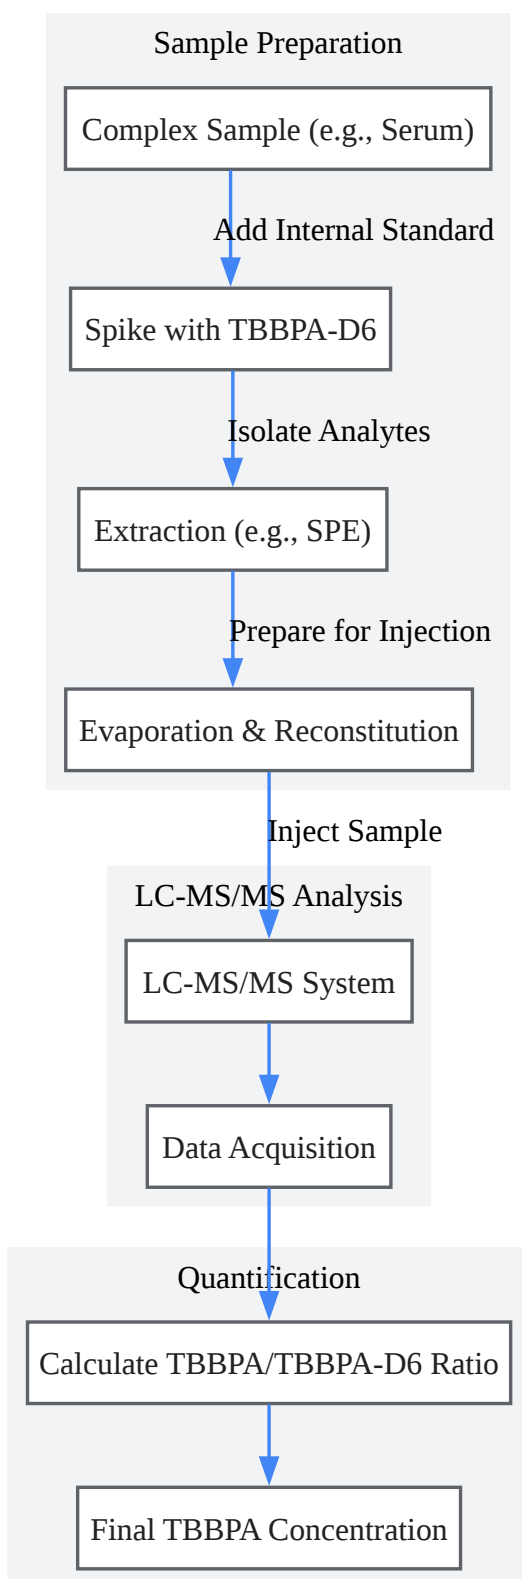 Sample Preparation
Complex Sample (e.g., Serum)
Add Internal Standard
Spike with TBBPA-D6
Isolate Analytes
Extraction (e.g., SPE)
Prepare for Injection
Evaporation & Reconstitution
Inject Sample
LC-MS/MS Analysis
LC-MS/MS System
Data Acquisition
Quantification
Calculate TBBPA/TBBPA-D6 Ratio
Final TBBPA Concentration